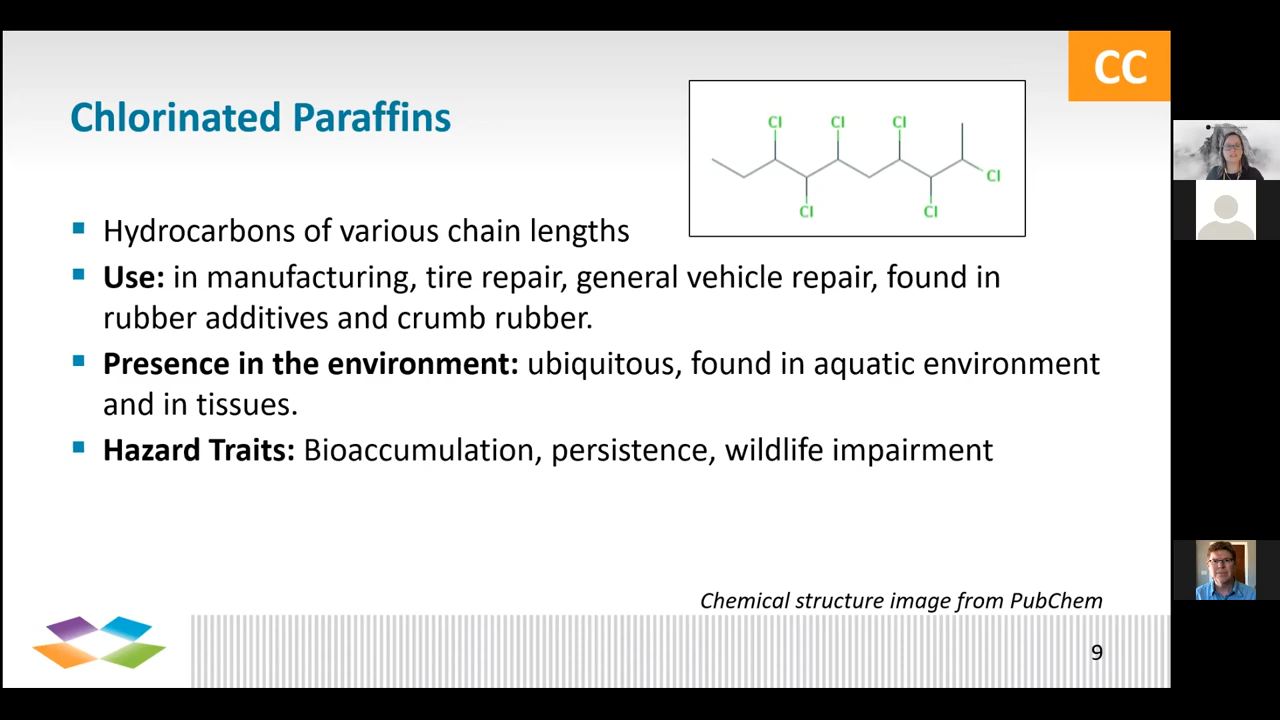 CC
Chlorinated Paraffins
Cl Cl Cl
Cl
Cl Cl
Hydrocarbons of various chain lengths
Use: in manufacturing, tire repair, general vehicle repair, found in
rubber additives and crumb rubber.
Presence in the environment: ubiquitous, found in aquatic environment
and in tissues.
Hazard Traits: Bioaccumulation, persistence, wildlife impairment
Chemical structure image from PubChem
9